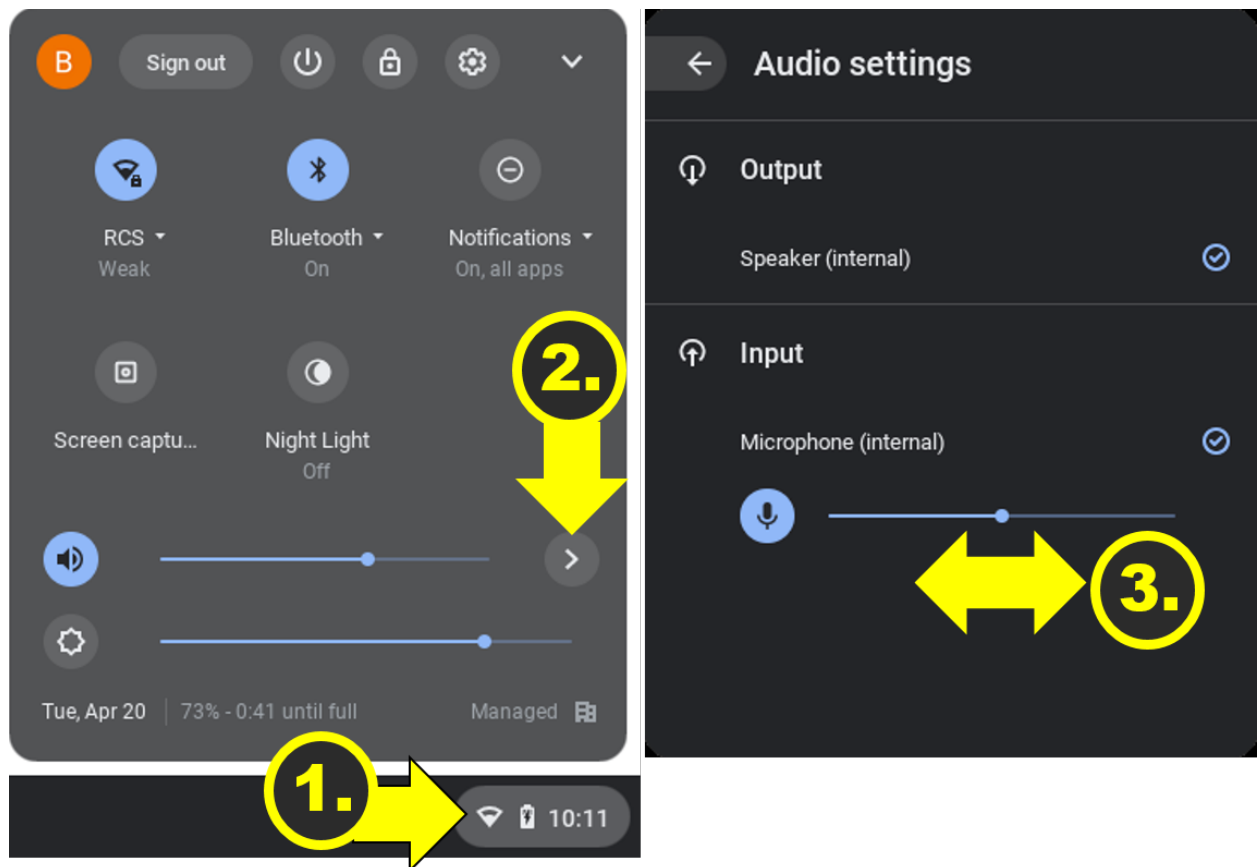 B
Sign out
RCS
Weak
Bluetooth
On
Notifications
On, all apps
2.
Screen captu...
Night Light
Off
Tue, Apr 20
73% - 0:41 until full
Managed
1.
10:11
Audio settings
Output
Speaker (internal)
Input
Microphone (internal)
3.